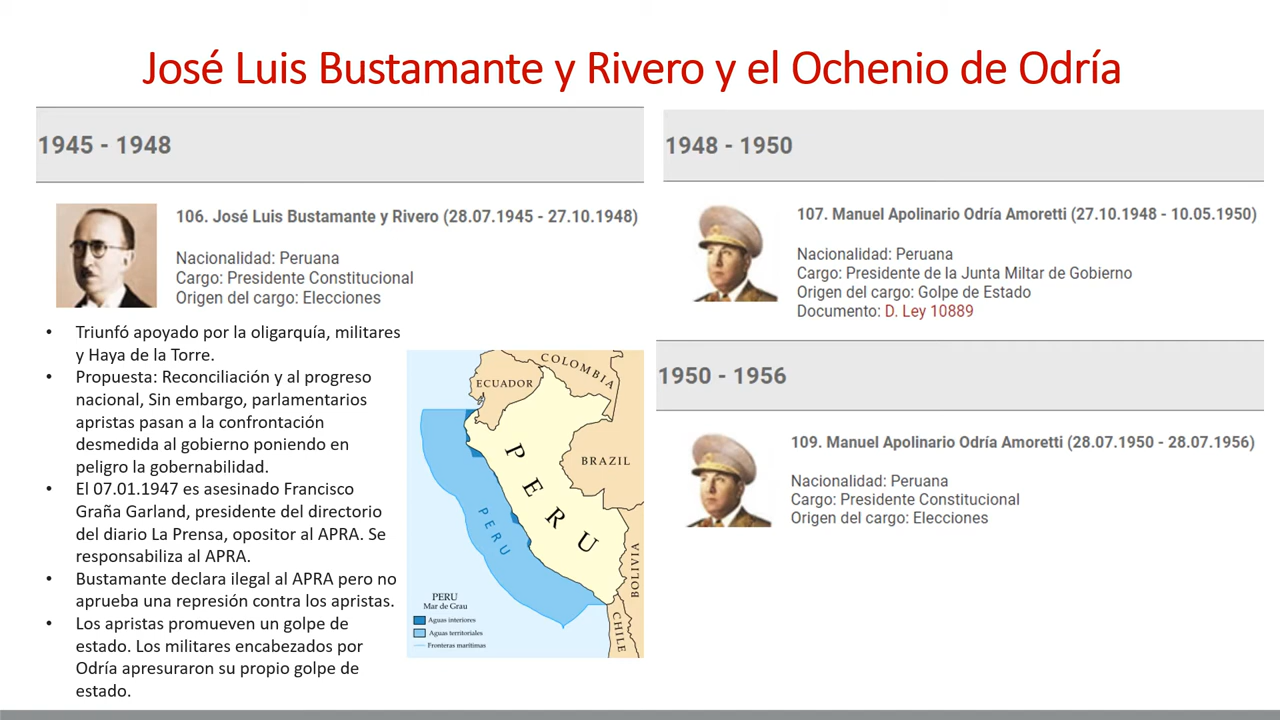 José Luis Bustamante y Rivero y el Ochenio de Odría
1945 - 1948
106. José Luis Bustamante y Rivero (28.07.1945 - 27.10.1948)
Nacionalidad: Peruana
Cargo: Presidente Constitucional
Origen del cargo: Elecciones
• Triunfó apoyado por la oligarquía, militares
y Haya de la Torre.
• Propuesta: Reconciliación y al progreso
nacional, Sin embargo, parlamentarios
apristas pasan a la confrontación
desmedida al gobierno poniendo en
peligro la gobernabilidad.
• El 07.01.1947 es asesinado Francisco
Graña Garland, presidente del directorio
del diario La Prensa, opositor al APRA. Se
responsabiliza al APRA.
• Bustamante declara ilegal al APRA pero no
aprueba una represión contra los apristas.
• Los apristas promueven un golpe de
estado. Los militares encabezados por
Odría apresuraron su propio golpe de
estado.
COLOMBIA
ECUADOR
BRAZIL
PERU
PERU
BOLIVIA
CHILE
PERU
Mar de Grau
Aguas interiores
Aguas territoriales
Fronteras marítimas
1948 - 1950
107. Manuel Apolinario Odría Amoretti (27.10.1948 - 10.05.1950)
Nacionalidad: Peruana
Cargo: Presidente de la Junta Miltar de Gobierno
Origen del cargo: Golpe de Estado
Documento: D. Ley 10889
1950 - 1956
109. Manuel Apolinario Odría Amoretti (28.07.1950 - 28.07.1956)
Nacionalidad: Peruana
Cargo: Presidente Constitucional
Origen del cargo: Elecciones